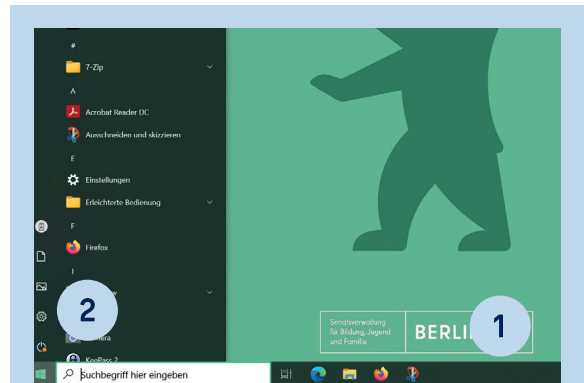 #
7-Zip
A
Acrobat Reader DC
Ausschneiden und skizzieren
E
Einstellungen
Erleichterte Bedienung
F
Firefox
I
2
KeePass 2
Senatsverwaltung
für Bildung, Jugend
und Familie
BERLI
1
Suchbegriff hier eingeben